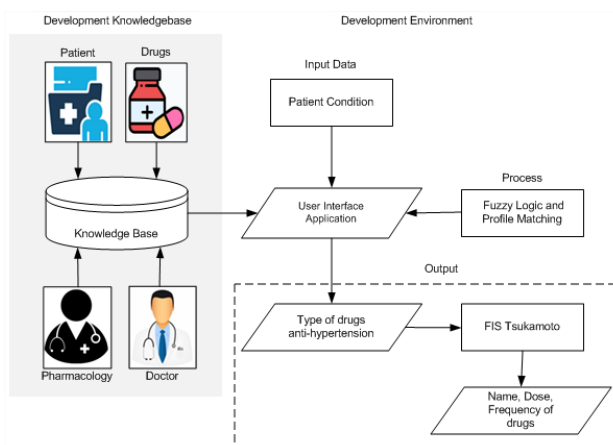 Development Knowledgebase
Development Environment
Patient
Drugs
Input Data
Patient Condition
Process
Fuzzy Logic and
Profile Matching
User Interface
Application
Knowledge Base
Output
Type of drugs
anti-hypertension
FIS Tsukamoto
Pharmacology
Doctor
Name, Dose,
Frequency of
drugs